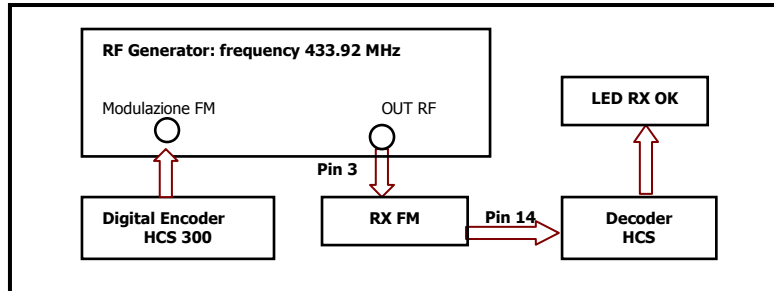 RF Generator: frequency 433.92 MHz
Modulazione FM
OUT RF
LED RX OK
Pin 3
Digital Encoder
HCS 300
RX FM
Pin 14
Decoder
HCS